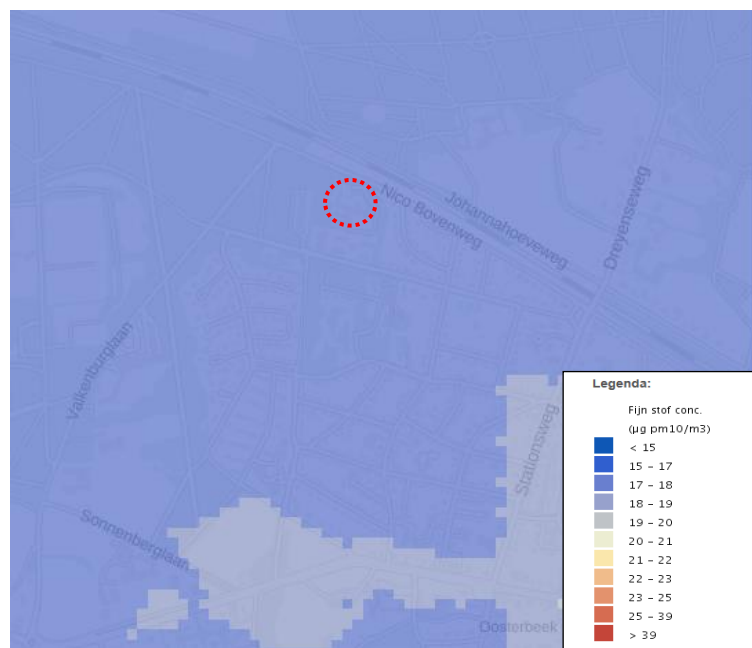 Nico Bovenweg
Johannahoeveweg
Dreyenseweg
Valkenburglaan
Stationsweg
Sonnenberglaan
Oosterbeek
Legenda:
Fijn stof conc.
(µg pm10/m3)
< 15
15 – 17
17 – 18
18 – 19
19 – 20
20 – 21
21 – 22
22 – 23
23 – 25
25 – 39
> 39